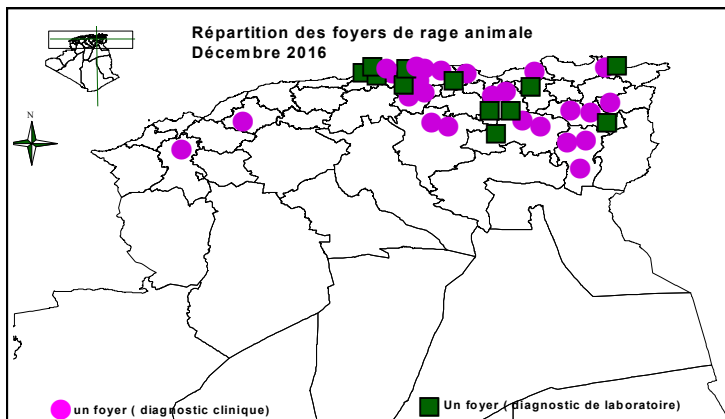 Répartition des foyers de rage animale
Décembre 2016
N
un foyer ( diagnostic clinique)
Un foyer ( diagnostic de laboratoire)